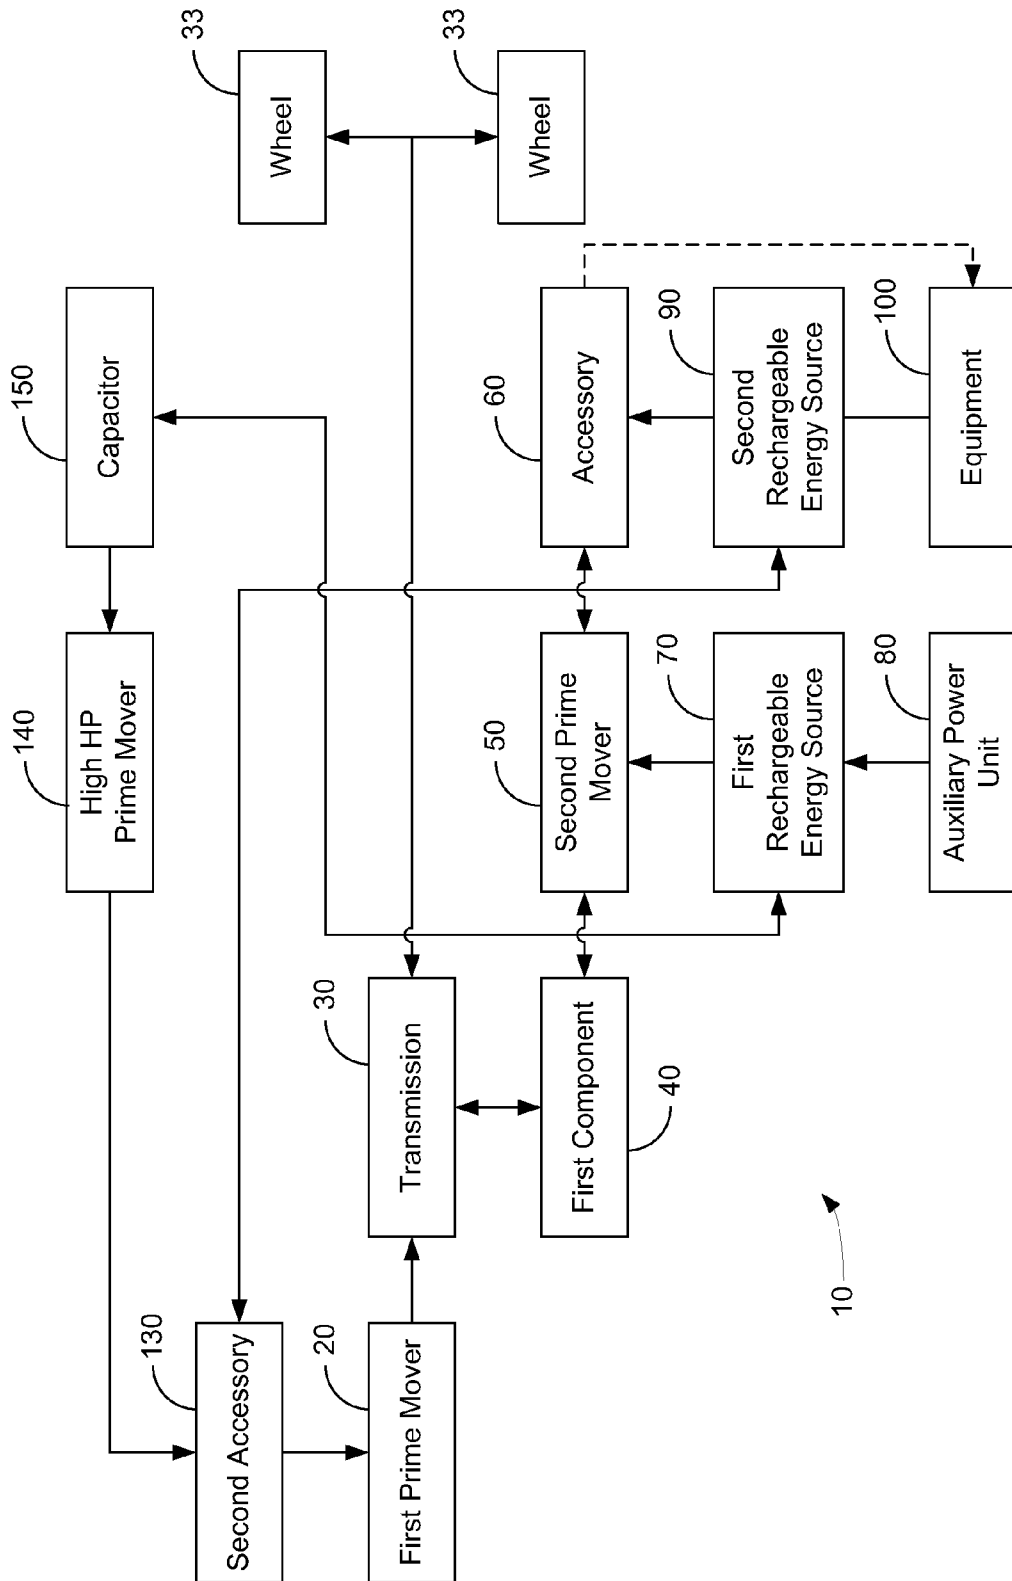 33
Wheel
33
Wheel
150
Capacitor
60
Accessory
90
Second
Rechargeable
Energy Source
100
Equipment
140
High HP
Prime Mover
50
Second Prime
Mover
70
First
Rechargeable
Energy Source
80
Auxiliary Power
Unit
30
Transmission
First Component
40
130
Second Accessory
20
First Prime Mover
10